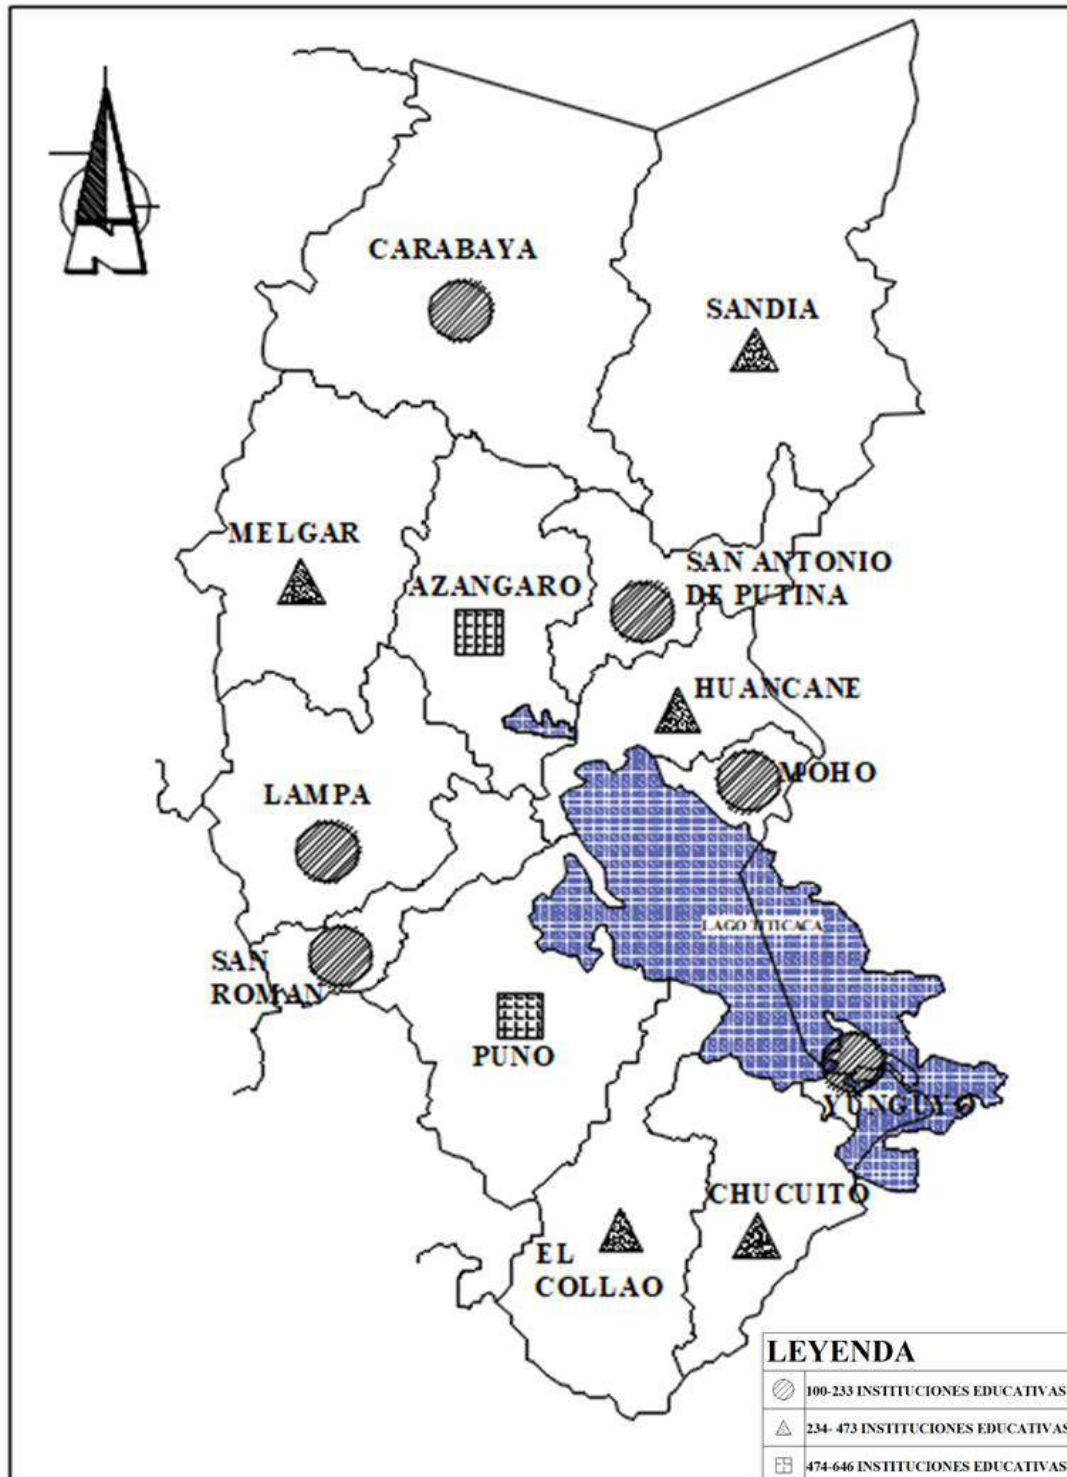 CARABAYA
SANDIA
MELGAR
AZANGARO
SAN ANTONIO
DE PUTINA
HUANCANE
MOHO
LAMPA
LAGO TITICACA
SAN
ROMAN
PUNO
YUNGUYO
CHUCUITO
EL
COLLAO
LEYENDA
100-233 INSTITUCIONES EDUCATIVAS
234- 473 INSTITUCIONES EDUCATIVAS
474-646 INSTITUCIONES EDUCATIVAS